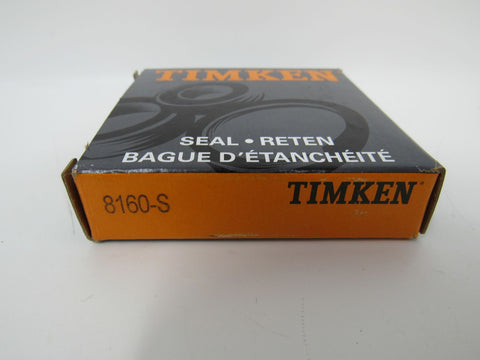 TIMKEN
SEAL • RETEN
BAGUE D'ÉTANCHÉITÉ
8160-S TIMKEN